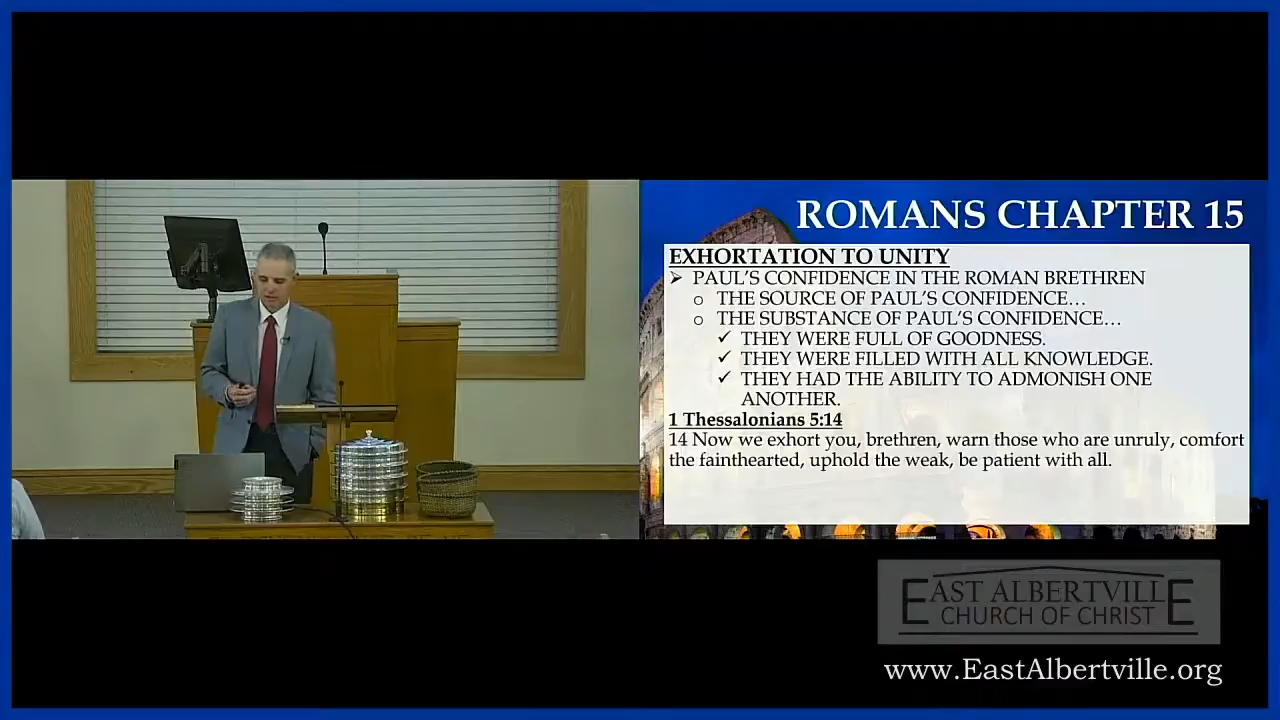 ROMANS CHAPTER 15
EXHORTATION TO UNITY
➢ PAUL'S CONFIDENCE IN THE ROMAN BRETHREN
o THE SOURCE OF PAUL'S CONFIDENCE…
o THE SUBSTANCE OF PAUL'S CONFIDENCE…
✓ THEY WERE FULL OF GOODNESS.
✓ THEY WERE FILLED WITH ALL KNOWLEDGE.
✓ THEY HAD THE ABILITY TO ADMONISH ONE
ANOTHER.
1 Thessalonians 5:14
14 Now we exhort you, brethren, warn those who are unruly, comfort
the fainthearted, uphold the weak, be patient with all.
EAST ALBERTVILLE
CHURCH OF CHRIST
www.EastAlbertville.org